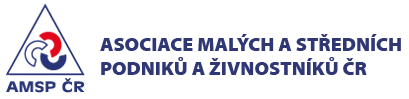 ASOCIACE MALÝCH A STŘEDNÍCH
PODNIKŮ A ŽIVNOSTNÍKŮ ČR
AMSP ČR